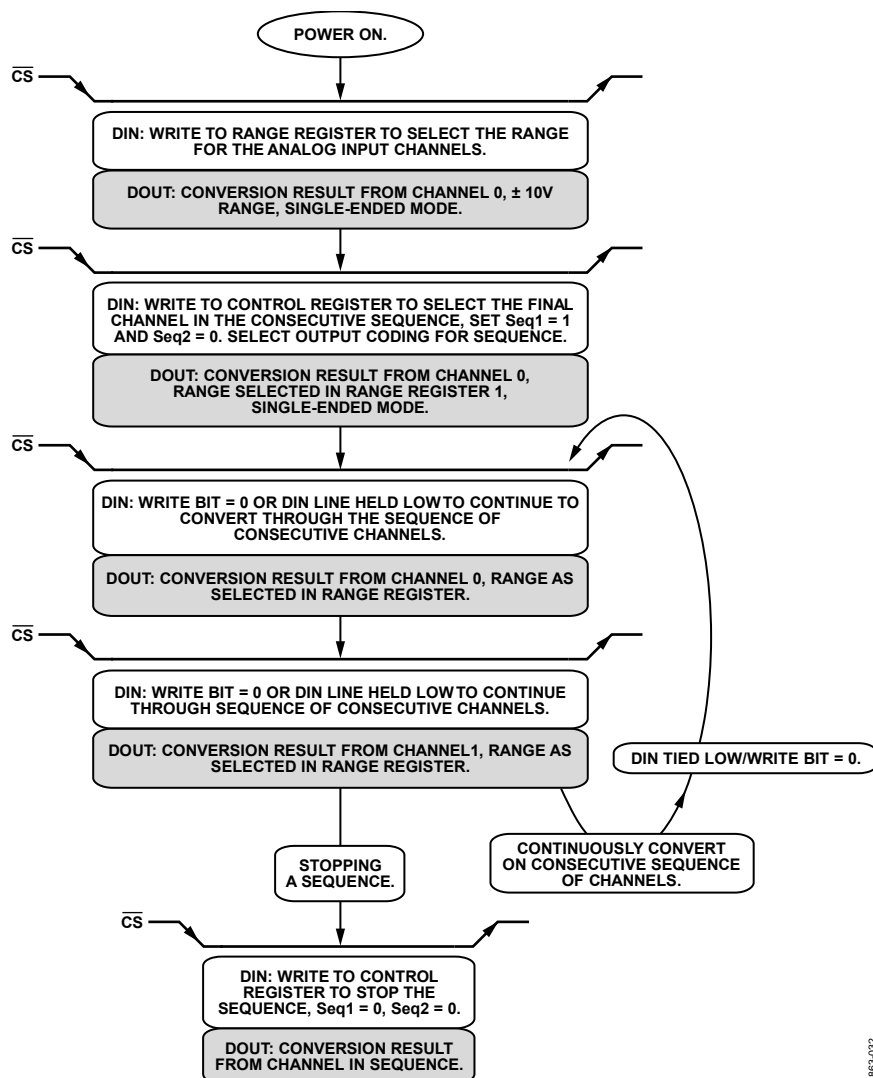 POWER ON.
CS
DIN: WRITE TO RANGE REGISTER TO SELECT THE RANGE
FOR THE ANALOG INPUT CHANNELS.
DOUT: CONVERSION RESULT FROM CHANNEL 0, ± 10V
RANGE, SINGLE-ENDED MODE.
CS
DIN: WRITE TO CONTROL REGISTER TO SELECT THE FINAL
CHANNEL IN THE CONSECUTIVE SEQUENCE, SET Seq1 = 1
AND Seq2 = 0. SELECT OUTPUT CODING FOR SEQUENCE.
DOUT: CONVERSION RESULT FROM CHANNEL 0,
RANGE SELECTED IN RANGE REGISTER 1,
SINGLE-ENDED MODE.
CS
DIN: WRITE BIT = 0 OR DIN LINE HELD LOW TO CONTINUE TO
CONVERT THROUGH THE SEQUENCE OF
CONSECUTIVE CHANNELS.
DOUT: CONVERSION RESULT FROM CHANNEL 0, RANGE AS
SELECTED IN RANGE REGISTER.
CS
DIN: WRITE BIT = 0 OR DIN LINE HELD LOW TO CONTINUE
THROUGH SEQUENCE OF CONSECUTIVE CHANNELS.
DOUT: CONVERSION RESULT FROM CHANNEL1, RANGE AS
SELECTED IN RANGE REGISTER.
DIN TIED LOW/WRITE BIT = 0.
STOPPING
A SEQUENCE.
CONTINUOUSLY CONVERT
ON CONSECUTIVE SEQUENCE
OF CHANNELS.
CS
DIN: WRITE TO CONTROL
REGISTER TO STOP THE
SEQUENCE, Seq1 = 0, Seq2 = 0.
DOUT: CONVERSION RESULT
FROM CHANNEL IN SEQUENCE.